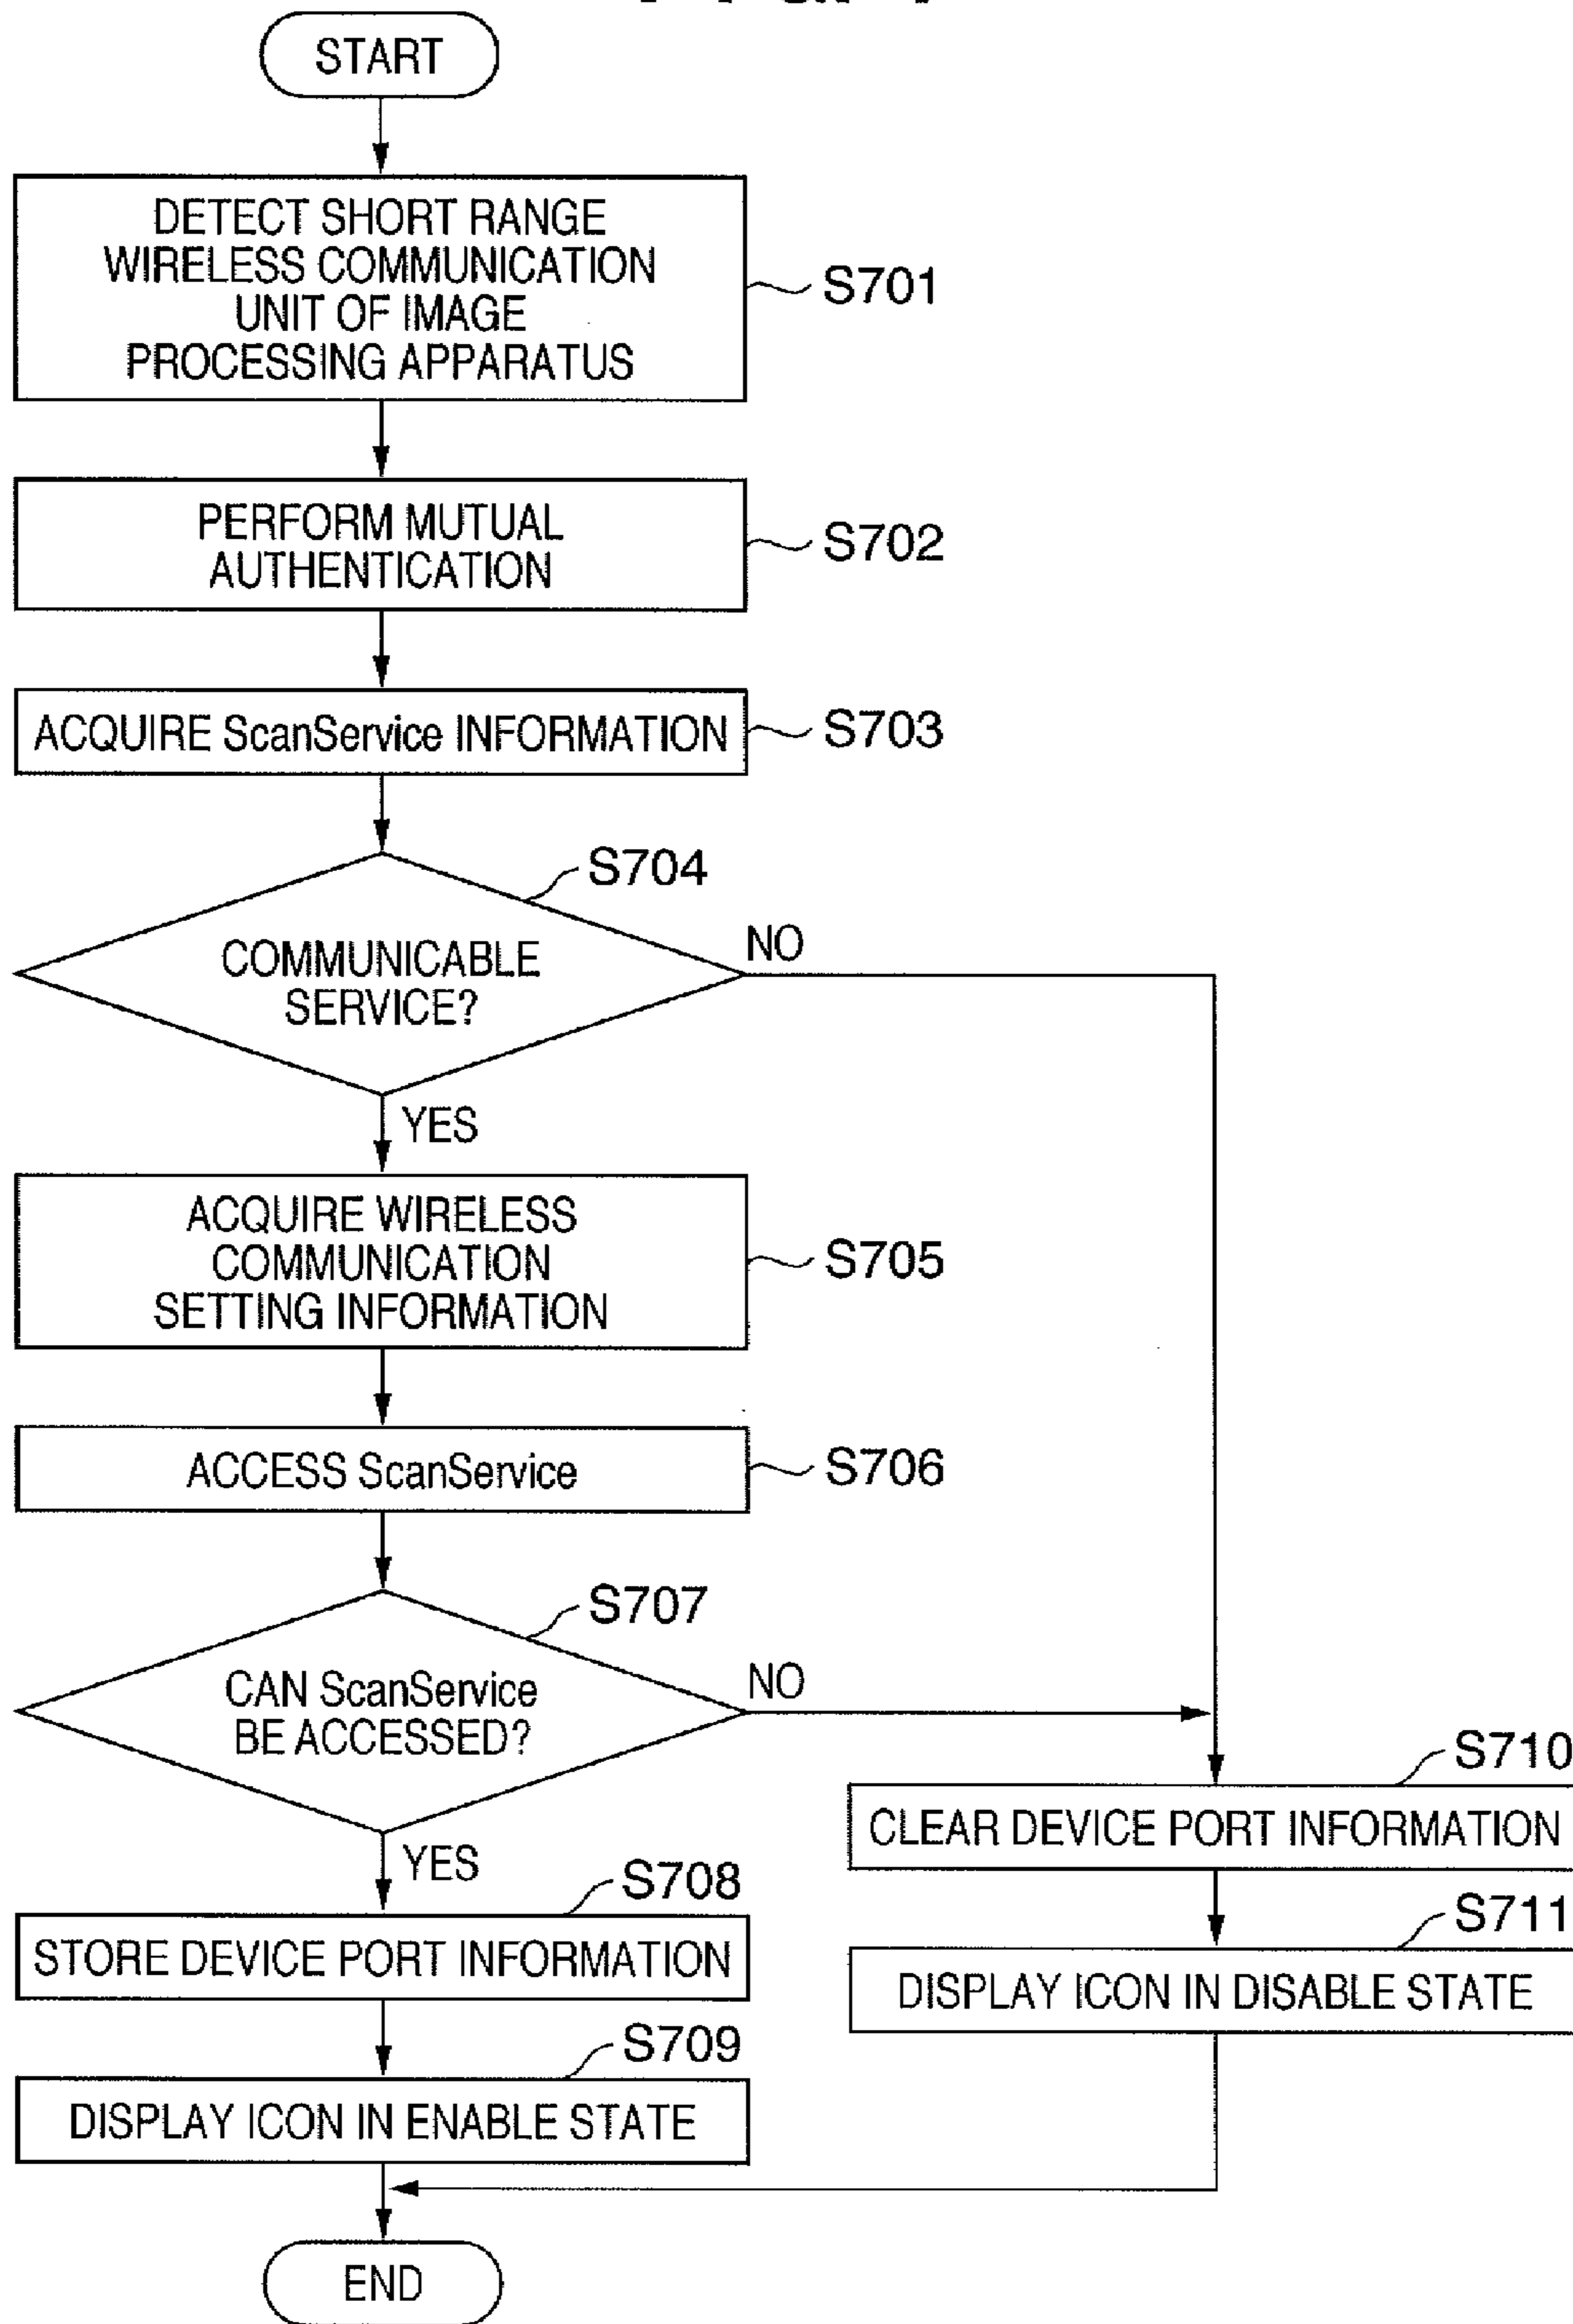 START
DETECT SHORT RANGE
WIRELESS COMMUNICATION
UNIT OF IMAGE
PROCESSING APPARATUS
S701
PERFORM MUTUAL
AUTHENTICATION
S702
ACQUIRE ScanService INFORMATION
S703
S704
COMMUNICABLE
SERVICE?
NO
YES
ACQUIRE WIRELESS
COMMUNICATION
SETTING INFORMATION
S705
ACCESS ScanService
S706
S707
CAN ScanService
BE ACCESSED?
NO
YES
S710
CLEAR DEVICE PORT INFORMATION
S708
STORE DEVICE PORT INFORMATION
S711
DISPLAY ICON IN DISABLE STATE
S709
DISPLAY ICON IN ENABLE STATE
END